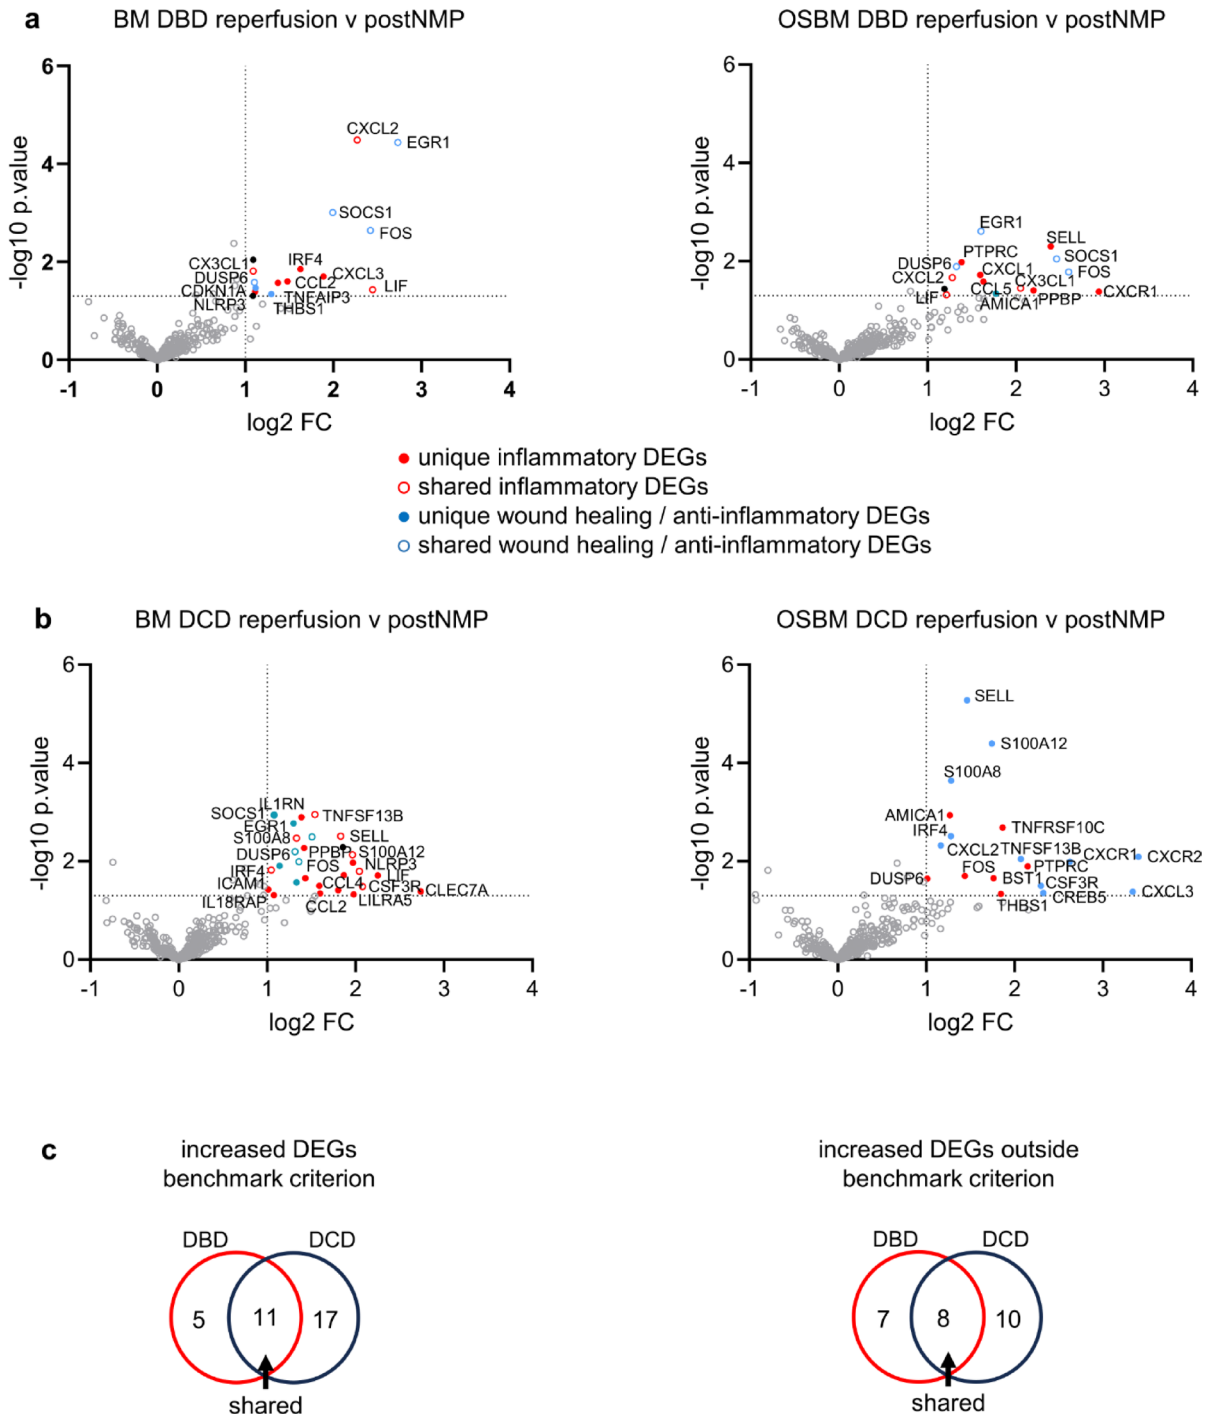 a
BM DBD reperfusion v postNMP
OSBM DBD reperfusion v postNMP
6
4
2
0
-log10 p.value
-1
0
1
2
3
4
log2 FC
CXCL2
EGR1
SOCS1
FOS
CX3CL1
IRF4
DUSP6
CXCL3
CCL2
LIF
CDKN1A
TNFAIP3
NLRP3
THBS1
6
4
2
0
-log10 p.value
-1
0
1
2
3
4
log2 FC
EGR1
SELL
PTPRC
SOCS1
DUSP6
CXCL1
FOS
CXCL2
CX3CL1
CCL5
LIF
AMICA1
PPBP
CXCR1
unique inflammatory DEGs
shared inflammatory DEGs
unique wound healing / anti-inflammatory DEGs
shared wound healing / anti-inflammatory DEGs
b
BM DCD reperfusion v postNMP
OSBM DCD reperfusion v postNMP
6
4
2
0
-log10 p.value
-1
0
1
2
3
4
log2 FC
IL1RN
SOCS1
TNFSF13B
EGR1
S100A8
SELL
DUSP6
PPBP
S100A12
FOS
NLRP3
IRF4
LIF
ICAM1
CCL4
CSF3R
CLEC7A
IL18RAP
CCL2
LILRA5
6
4
2
0
-log10 p.value
-1
0
1
2
3
4
log2 FC
SELL
S100A12
S100A8
AMICA1
IRF4
TNFRSF10C
CXCL2
TNFSF13B
CXCR1
CXCR2
FOS
PTPRC
DUSP6
BST1
CSF3R
CXCL3
THBS1
CREB5
c
increased DEGs
benchmark criterion
DBD
DCD
5
11
17
shared
increased DEGs outside
benchmark criterion
DBD
DCD
7
8
10
shared